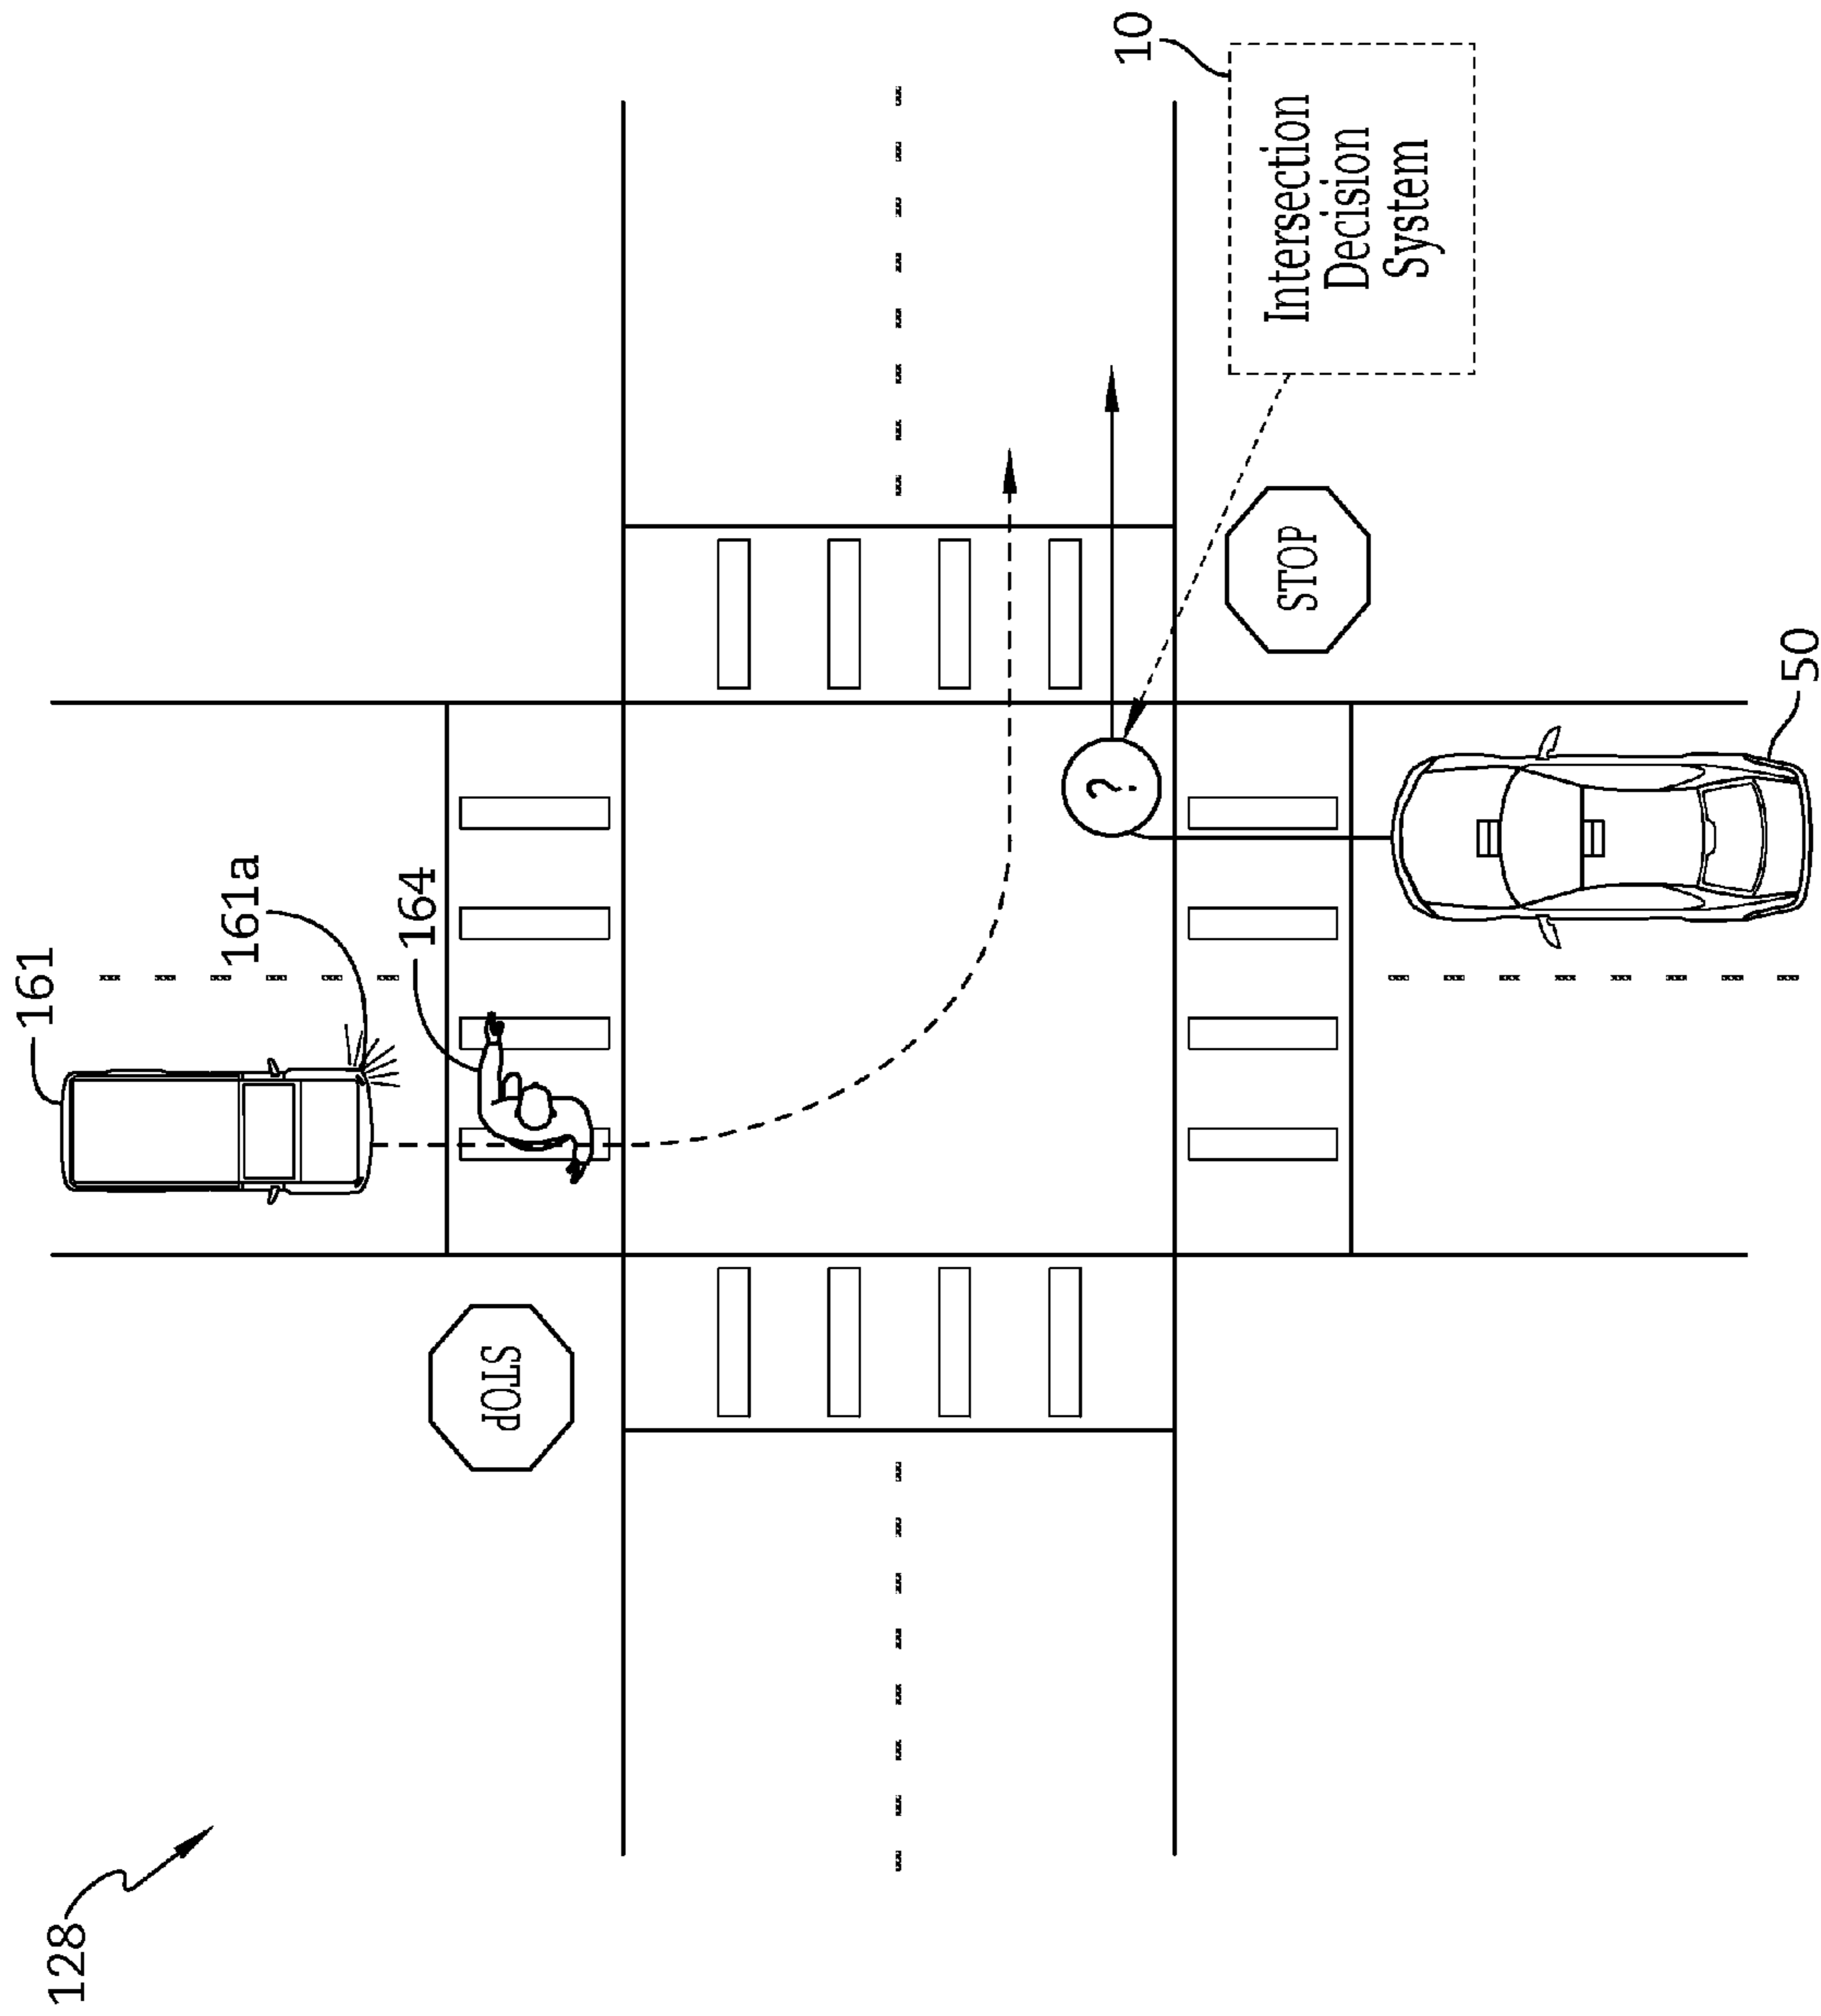 128
161
161a
164
STOP
?
STOP
10
Intersection
Decision
System
50